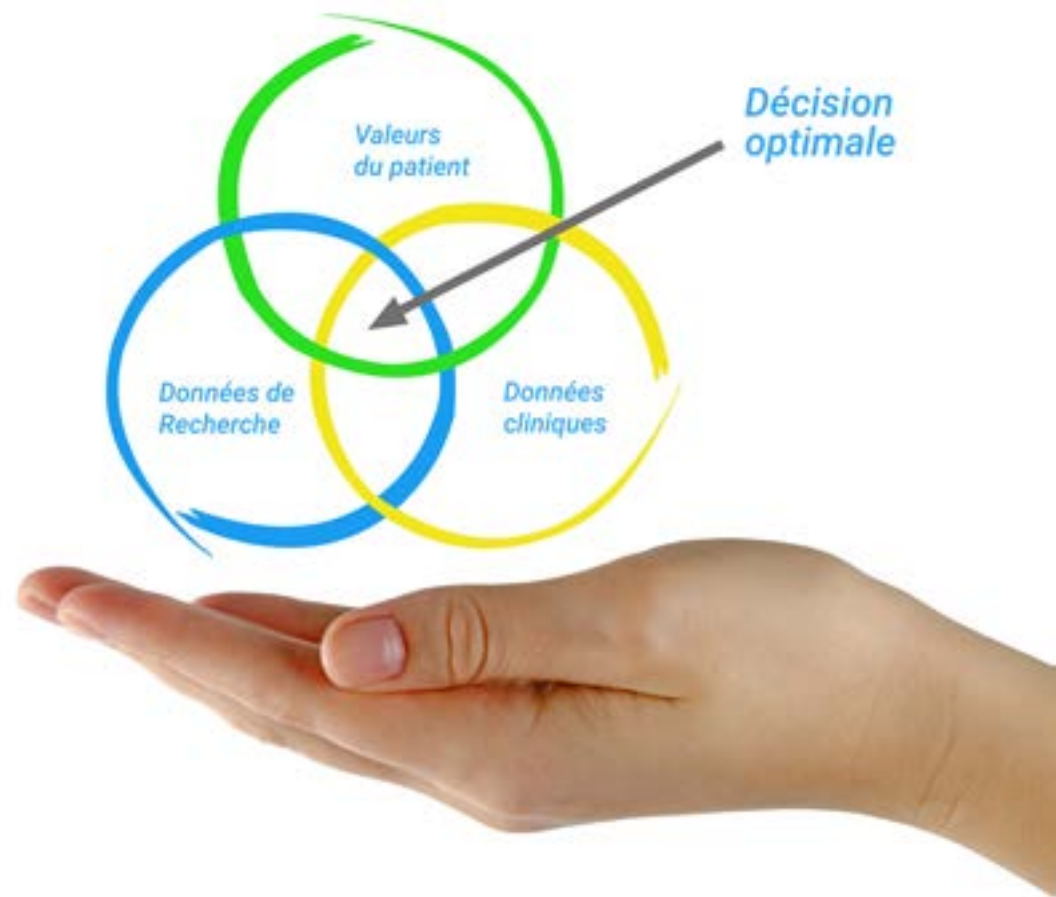 Valeurs
du patient
Décision
optimale
Données de
Recherche
Données
cliniques